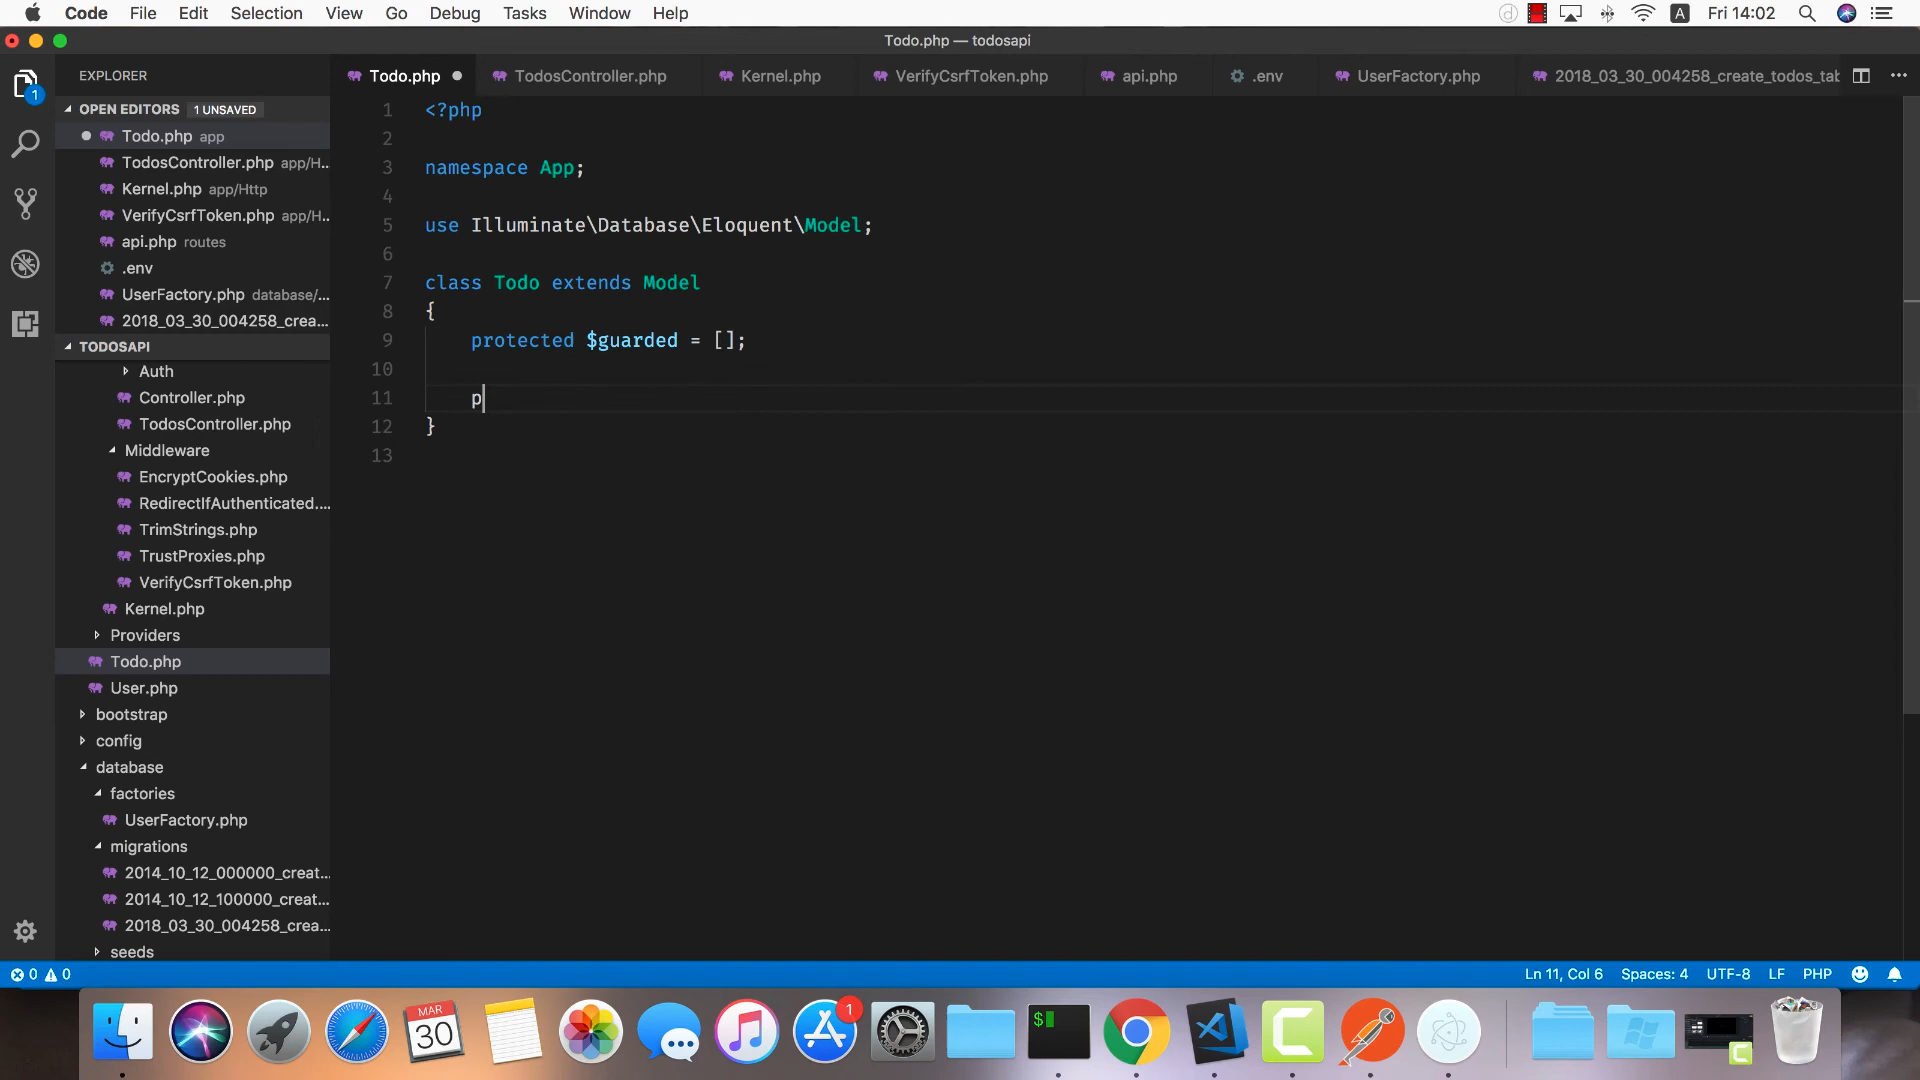 Code File Edit Selection View Go Debug Tasks Window Help A Fri 14:02
Todo.php — todosapi
EXPLORER
1
OPEN EDITORS 1 UNSAVED
Todo.php app
TodosController.php app/H...
Kernel.php app/Http
VerifyCsrfToken.php app/H...
api.php routes
.env
UserFactory.php database/...
2018_03_30_004258_crea...
TODOSAPI
Auth
Controller.php
TodosController.php
Middleware
EncryptCookies.php
RedirectIfAuthenticated....
TrimStrings.php
TrustProxies.php
VerifyCsrfToken.php
Kernel.php
Providers
Todo.php
User.php
bootstrap
config
database
factories
UserFactory.php
migrations
2014_10_12_000000_creat...
2014_10_12_100000_creat...
2018_03_30_004258_crea...
seeds
Todo.php TodosController.php Kernel.php VerifyCsrfToken.php api.php .env UserFactory.php 2018_03_30_004258_create_todos_tab ...
1 <?php
2
3 namespace App;
4
5 use Illuminate\Database\Eloquent\Model;
6
7 class Todo extends Model
8 {
9 protected $guarded = [];
10
11 p
12 }
13
0 0 Ln 11, Col 6 Spaces: 4 UTF-8 LF PHP
MAR
30
1
$